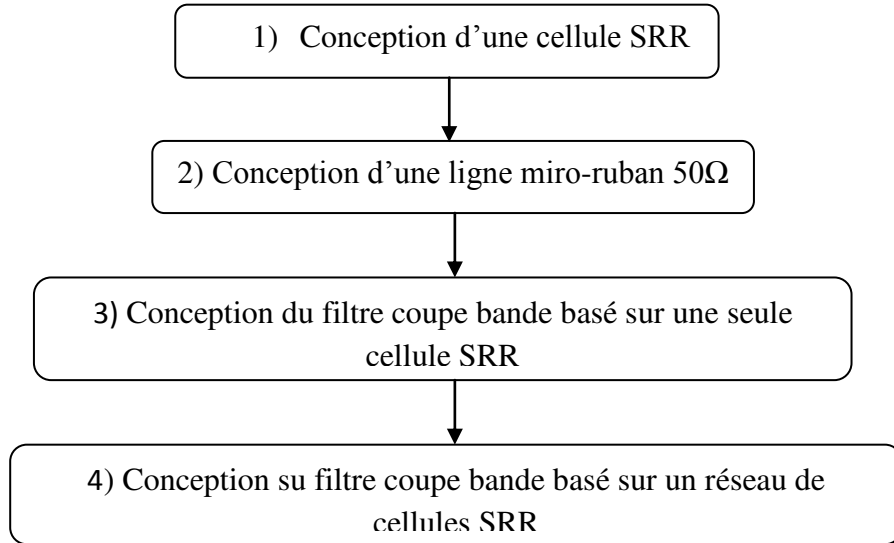 1) Conception d’une cellule SRR
2) Conception d’une ligne miro-ruban 50Ω
3) Conception du filtre coupe bande basé sur une seule
cellule SRR
4) Conception su filtre coupe bande basé sur un réseau de
cellules SRR